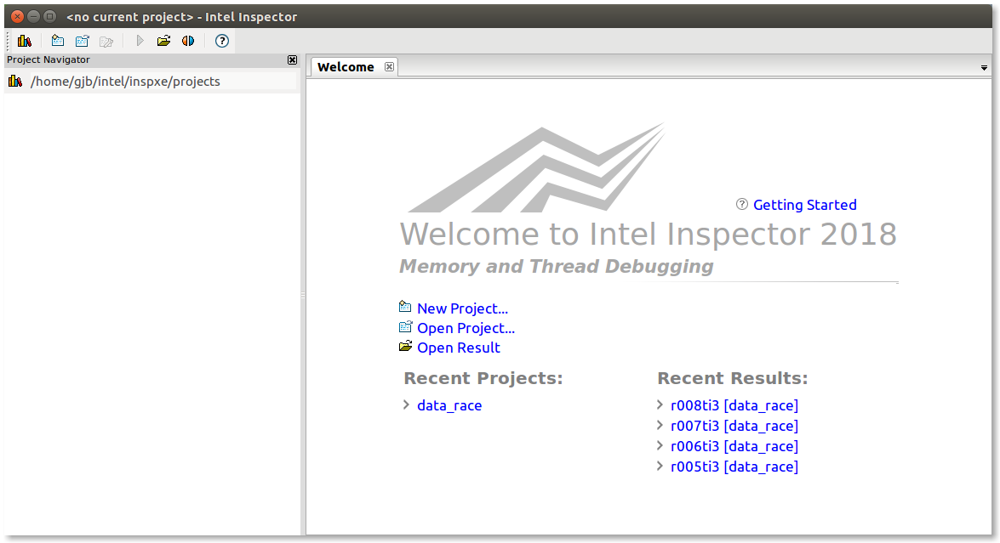 <no current project> - Intel Inspector
Project Navigator
/home/gjb/intel/inspxe/projects
Welcome
Getting Started
Welcome to Intel Inspector 2018
Memory and Thread Debugging
New Project...
Open Project...
Open Result
Recent Projects:
data_race
Recent Results:
r008ti3 [data_race]
r007ti3 [data_race]
r006ti3 [data_race]
r005ti3 [data_race]